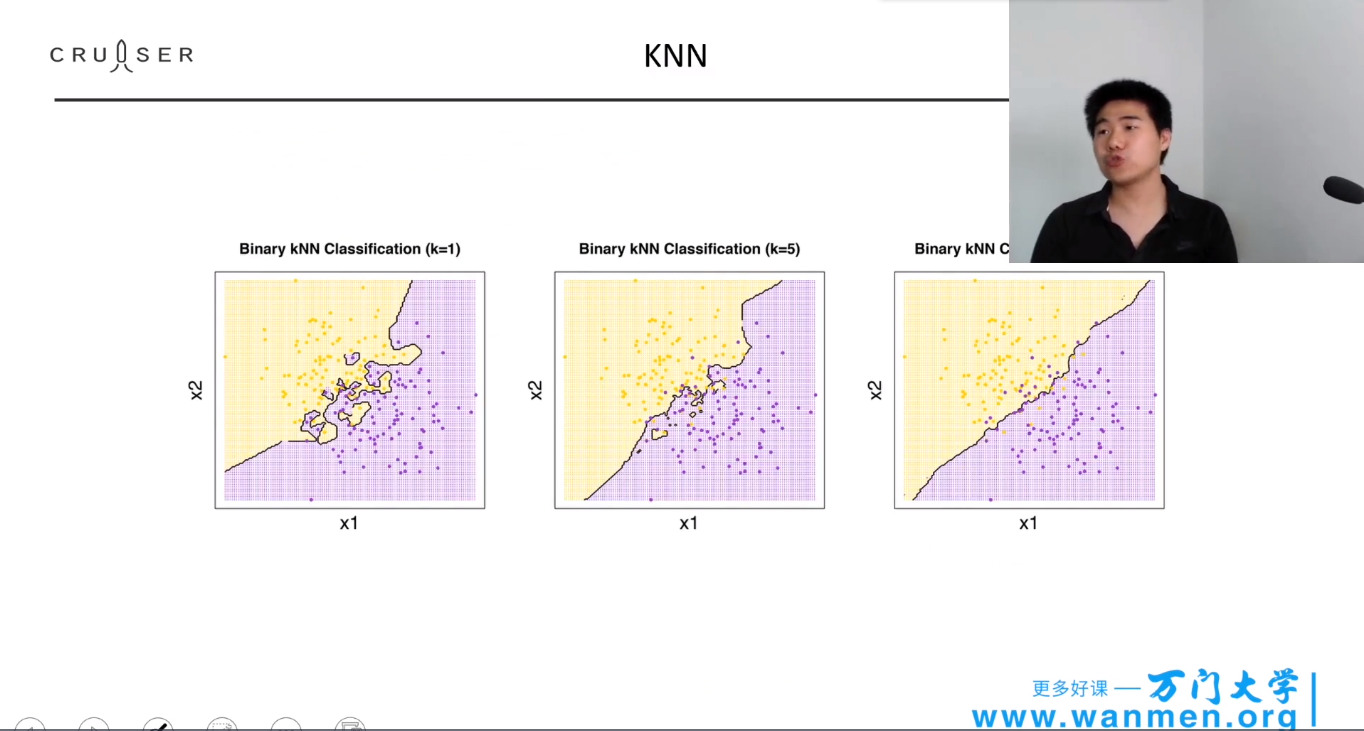 CRUISER
KNN
Binary kNN Classification (k=1)
Binary kNN Classification (k=5)
Binary kNN C
x2
x2
x2
x1
x1
x1
更多好课 — 万门大学
www.wanmen.org